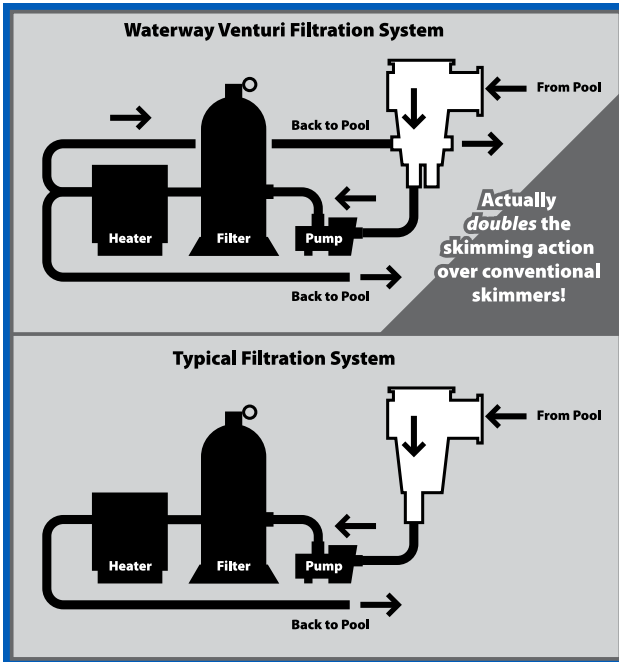 Waterway Venturi Filtration System
From Pool
Back to Pool
Actually
doubles the
skimming action
over conventional
skimmers!
Heater
Filter
Pump
Back to Pool
Typical Filtration System
From Pool
Heater
Filter
Pump
Back to Pool